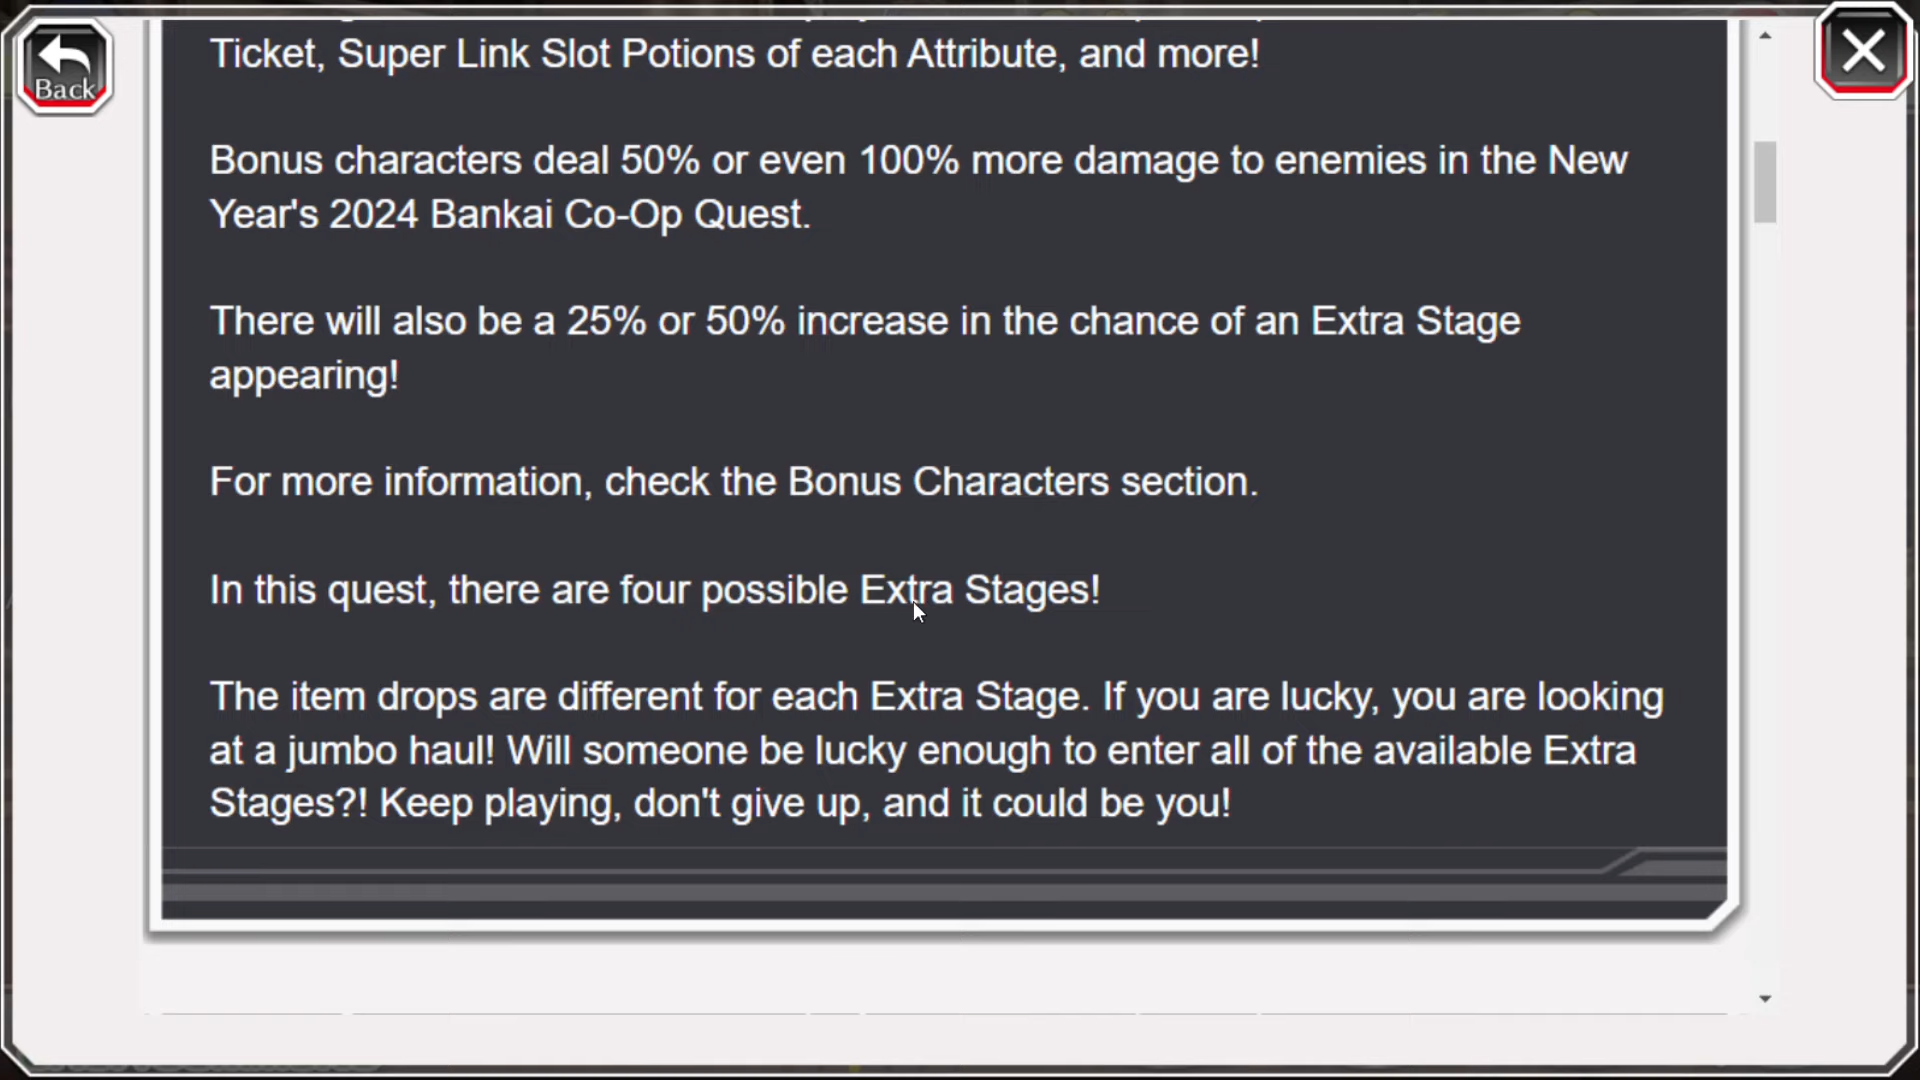 Back
Ticket, Super Link Slot Potions of each Attribute, and more!
Bonus characters deal 50% or even 100% more damage to enemies in the New
Year's 2024 Bankai Co-Op Quest.
There will also be a 25% or 50% increase in the chance of an Extra Stage
appearing!
For more information, check the Bonus Characters section.
In this quest, there are four possible Extra Stages!
The item drops are different for each Extra Stage. If you are lucky, you are looking
at a jumbo haul! Will someone be lucky enough to enter all of the available Extra
Stages?! Keep playing, don't give up, and it could be you!